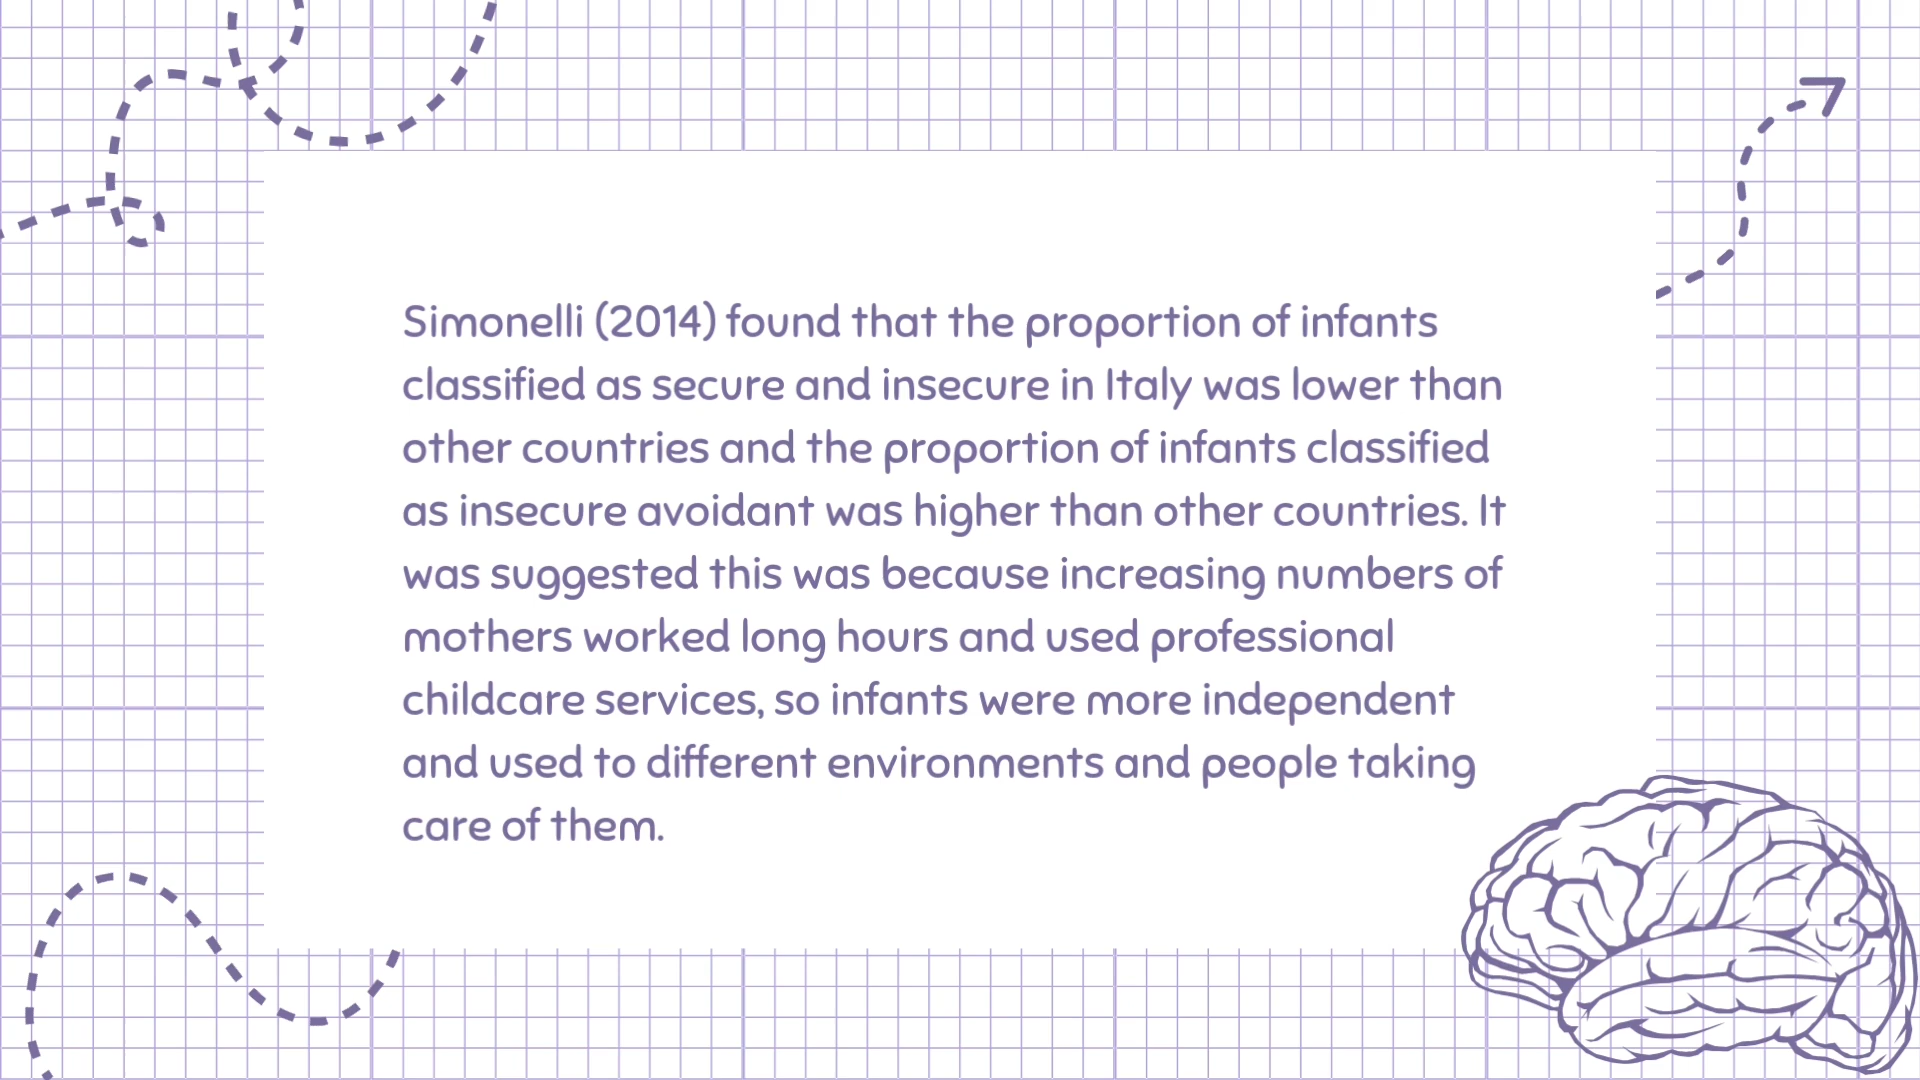 Simonelli (2014) found that the proportion of infants
classified as secure and insecure in Italy was lower than
other countries and the proportion of infants classified
as insecure avoidant was higher than other countries. It
was suggested this was because increasing numbers of
mothers worked long hours and used professional
childcare services, so infants were more independent
and used to different environments and people taking
care of them.